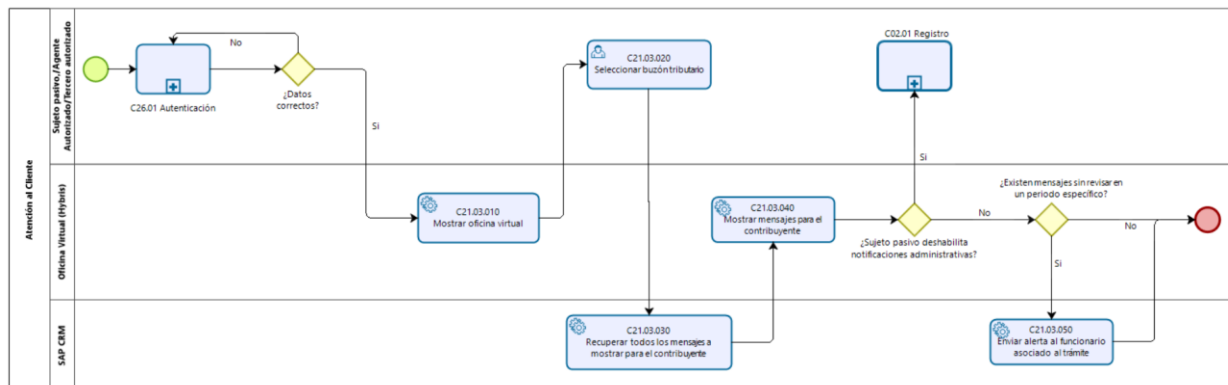 Atención al Cliente
Sujeto pasivo./Agente
Autorizado/Tercero autorizado
No
C26.01 Autenticación
¿Datos
correctos?
Si
C21.03.020
Seleccionar buzón tributario
C02.01 Registro
Oficina Virtual (Hybris)
C21.03.010
Mostrar oficina virtual
C21.03.040
Mostrar mensajes para el
contribuyente
Si
¿Sujeto pasivo deshabilita
notificaciones administrativas?
No
¿Existen mensajes sin revisar en
un periodo específico?
No
Si
SAP CRM
C21.03.030
Recuperar todos los mensajes a
mostrar para el contribuyente
C21.03.050
Enviar alerta al funcionario
asociado al trámite